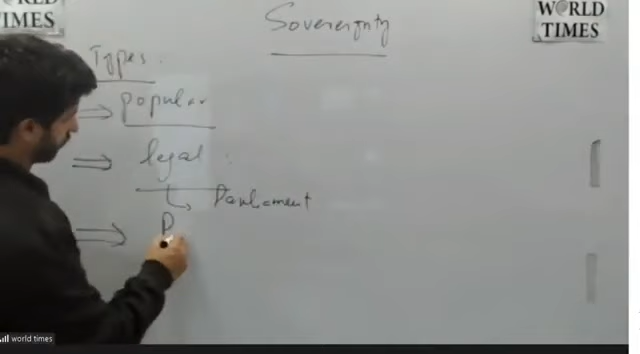 WORLD
TIMES
Sovereignty
WORLD
TIMES
Types.
⇒ popular
⇒ legal :
↳ Parliament
⇒ P
world times